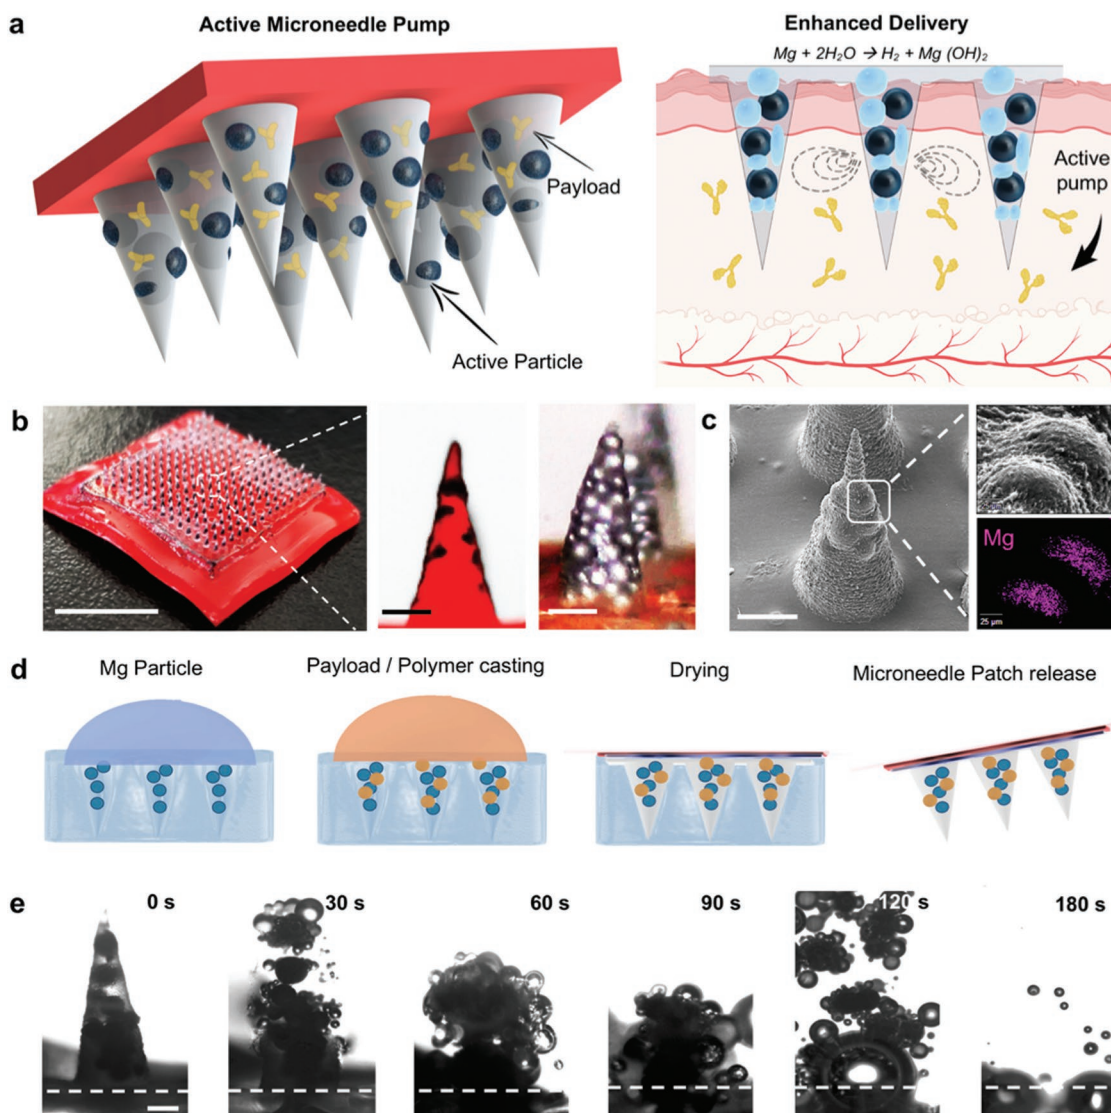 a
Active Microneedle Pump
Payload
Active Particle
Enhanced Delivery
Mg + 2H₂O → H₂ + Mg (OH)₂
Active
pump
b
c
Mg
25 µm
d
Mg Particle
Payload / Polymer casting
Drying
Microneedle Patch release
e
0 s
30 s
60 s
90 s
120 s
180 s